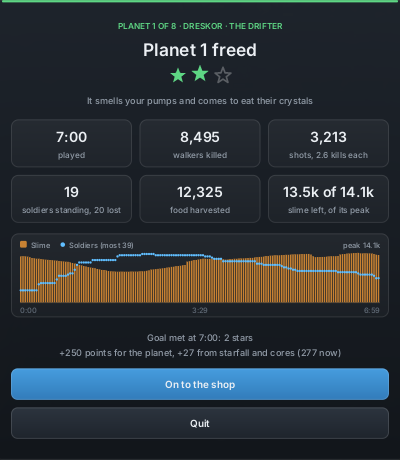 PLANET 1 OF 8 · DRESKOR · THE DRIFTER
Planet 1 freed
It smells your pumps and comes to eat their crystals
7:00
played
8,495
walkers killed
3,213
shots, 2.6 kills each
19
soldiers standing, 20 lost
12,325
food harvested
13.5k of 14.1k
slime left, of its peak
Slime Soldiers (most 39) peak 14.1k
0:00 3:29 6:59
Goal met at 7:00: 2 stars
+250 points for the planet, +27 from starfall and cores (277 now)
On to the shop
Quit